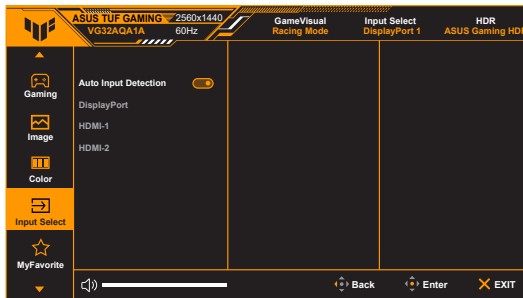 ASUS TUF GAMING 2560x1440
VG32AQA1A 60Hz
GameVisual
Racing Mode
Input Select
DisplayPort 1
HDR
ASUS Gaming HD
Gaming
Image
Color
Input Select
MyFavorite
Auto Input Detection
DisplayPort
HDMI-1
HDMI-2
Back
Enter
EXIT